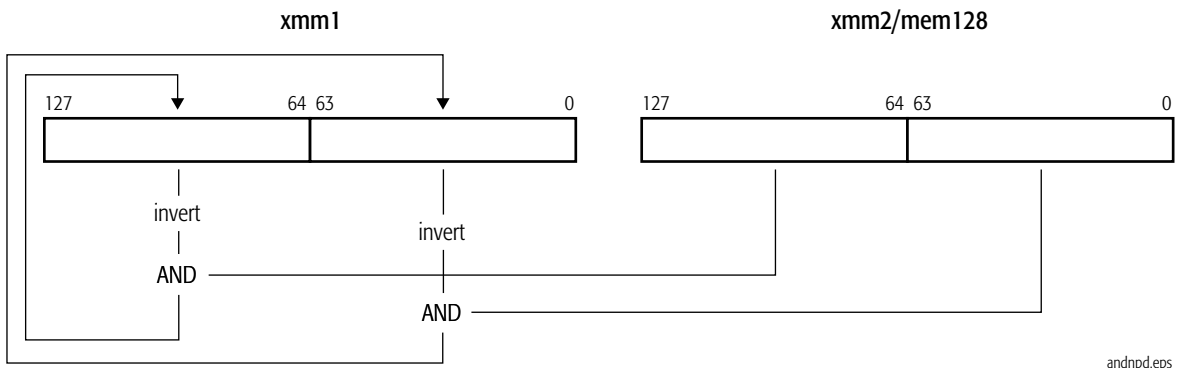 xmm1 xmm2/mem128
127 64 63 0 127 64 63 0
invert
invert
AND
AND
andnpd.eps